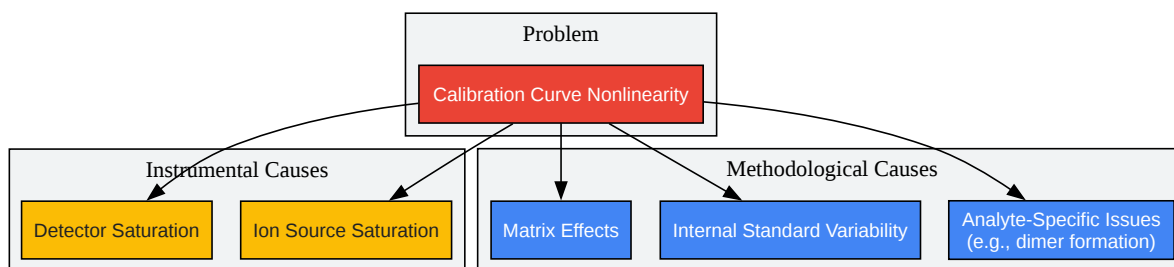 Problem
Calibration Curve Nonlinearity
Instrumental Causes
Methodological Causes
Detector Saturation
Ion Source Saturation
Matrix Effects
Internal Standard Variability
Analyte-Specific Issues
(e.g., dimer formation)